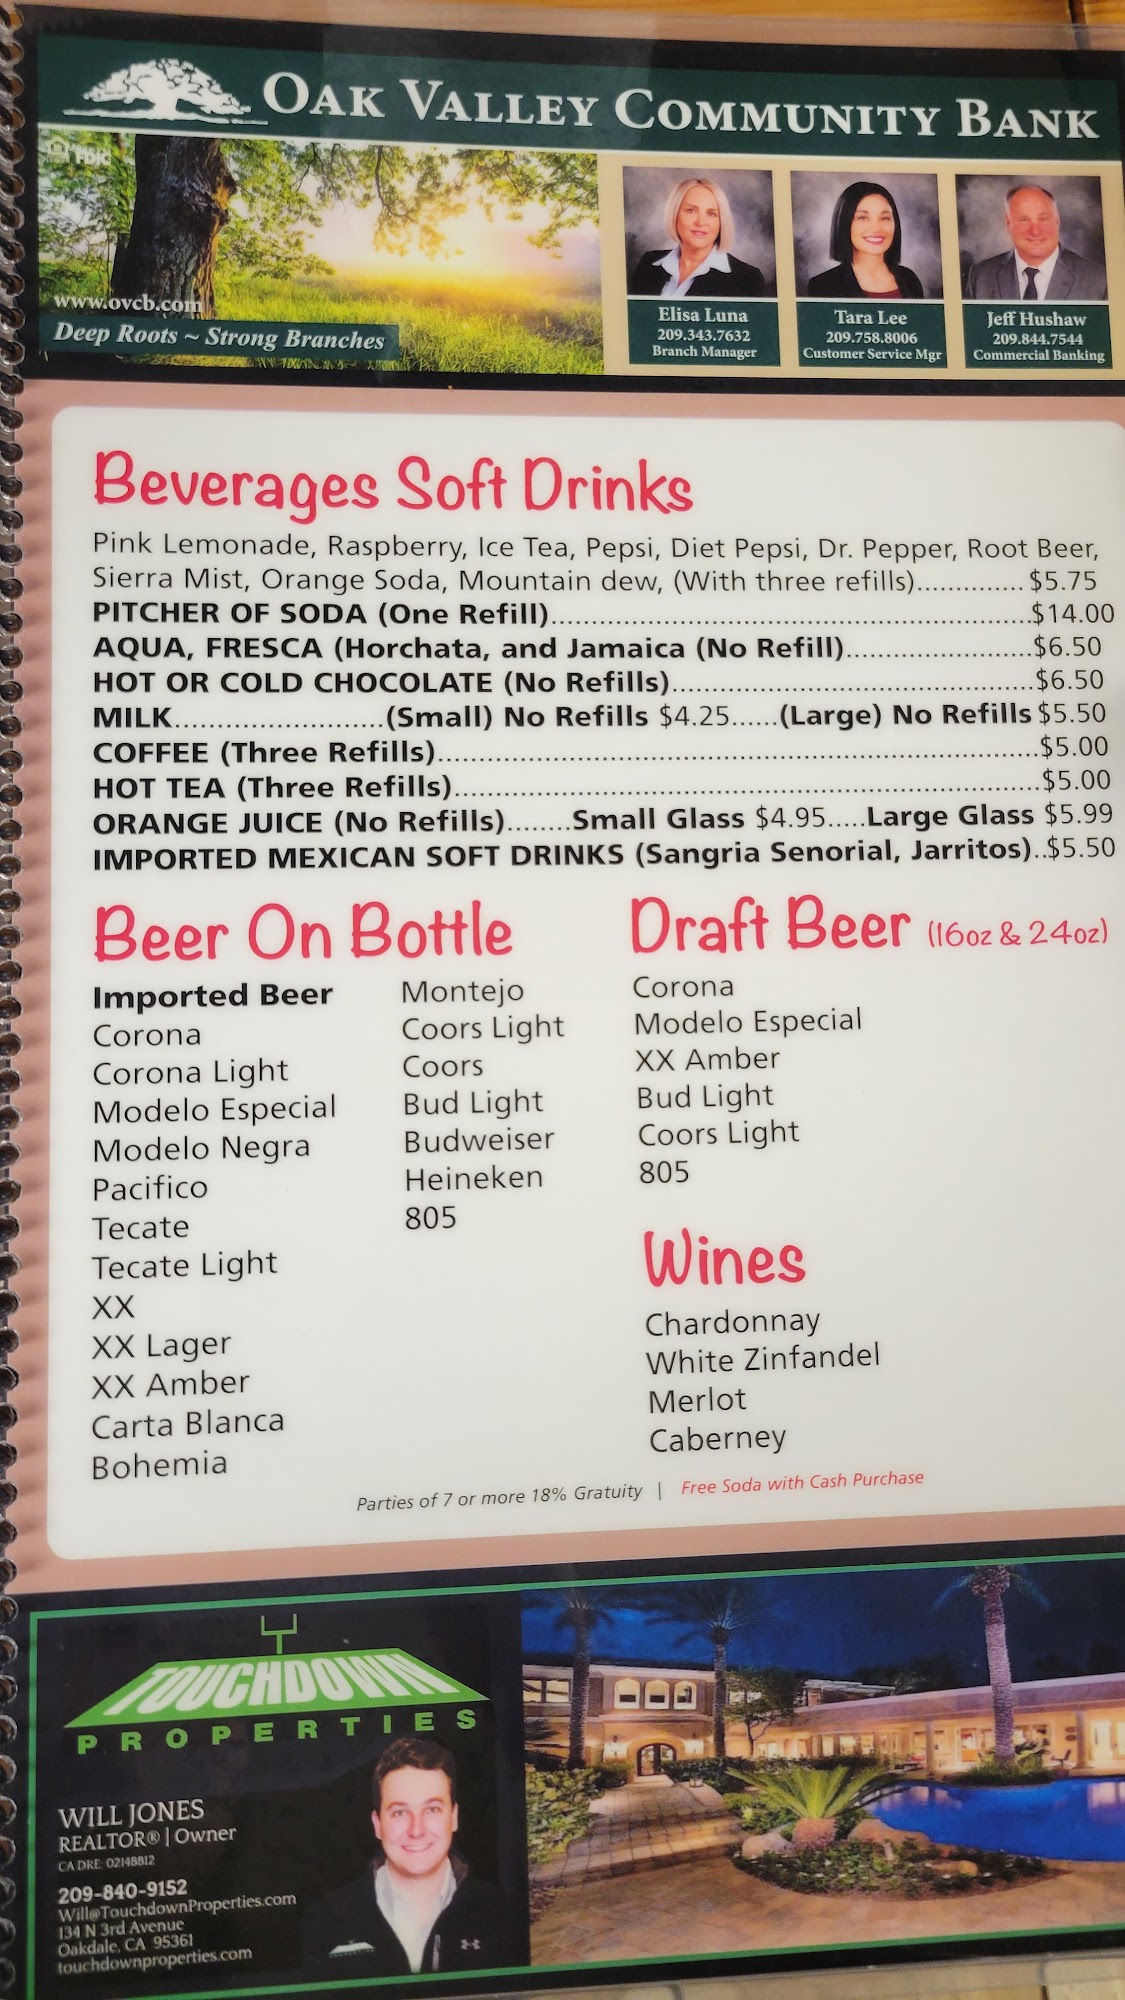 OAK VALLEY COMMUNITY BANK
FDIC
www.ovcb.com
Deep Roots ~ Strong Branches
Elisa Luna
209.343.7632
Branch Manager
Tara Lee
209.758.8006
Customer Service Mgr
Jeff Hushaw
209.844.7544
Commercial Banking
Beverages Soft Drinks
Pink Lemonade, Raspberry, Ice Tea, Pepsi, Diet Pepsi, Dr. Pepper, Root Beer,
Sierra Mist, Orange Soda, Mountain dew, (With three refills).............. $5.75
PITCHER OF SODA (One Refill)..............................................................$14.00
AQUA, FRESCA (Horchata, and Jamaica (No Refill)........................$6.50
HOT OR COLD CHOCOLATE (No Refills)...............................................$6.50
MILK...........................(Small) No Refills $4.25......(Large) No Refills $5.50
COFFEE (Three Refills)..............................................................................$5.00
HOT TEA (Three Refills)............................................................................$5.00
ORANGE JUICE (No Refills)........Small Glass $4.95.....Large Glass $5.99
IMPORTED MEXICAN SOFT DRINKS (Sangria Senorial, Jarritos)..$5.50
Beer On Bottle
Imported Beer
Corona
Corona Light
Modelo Especial
Modelo Negra
Pacifico
Tecate
Tecate Light
XX
XX Lager
XX Amber
Carta Blanca
Bohemia
Montejo
Coors Light
Coors
Bud Light
Budweiser
Heineken
805
Draft Beer (16oz & 24oz)
Corona
Modelo Especial
XX Amber
Bud Light
Coors Light
805
Wines
Chardonnay
White Zinfandel
Merlot
Caberney
Parties of 7 or more 18% Gratuity | Free Soda with Cash Purchase
TOUCHDOWN
PROPERTIES
WILL JONES
REALTOR® | Owner
CA DRE: 02148812
209-840-9152
Will@TouchdownProperties.com
134 N 3rd Avenue
Oakdale, CA 95361
touchdownproperties.com